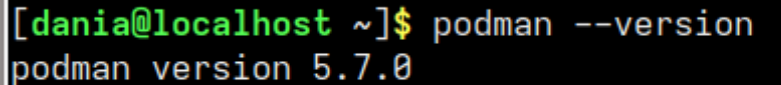 [dania@localhost ~]$ podman --version
podman version 5.7.0